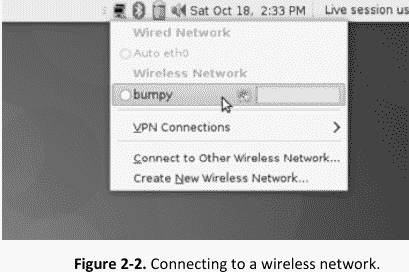 Sat Oct 18, 2:33 PM Live session us
Wired Network
Auto eth0
Wireless Network
bumpy
VPN Connections
Connect to Other Wireless Network...
Create New Wireless Network...
Figure 2-2. Connecting to a wireless network.